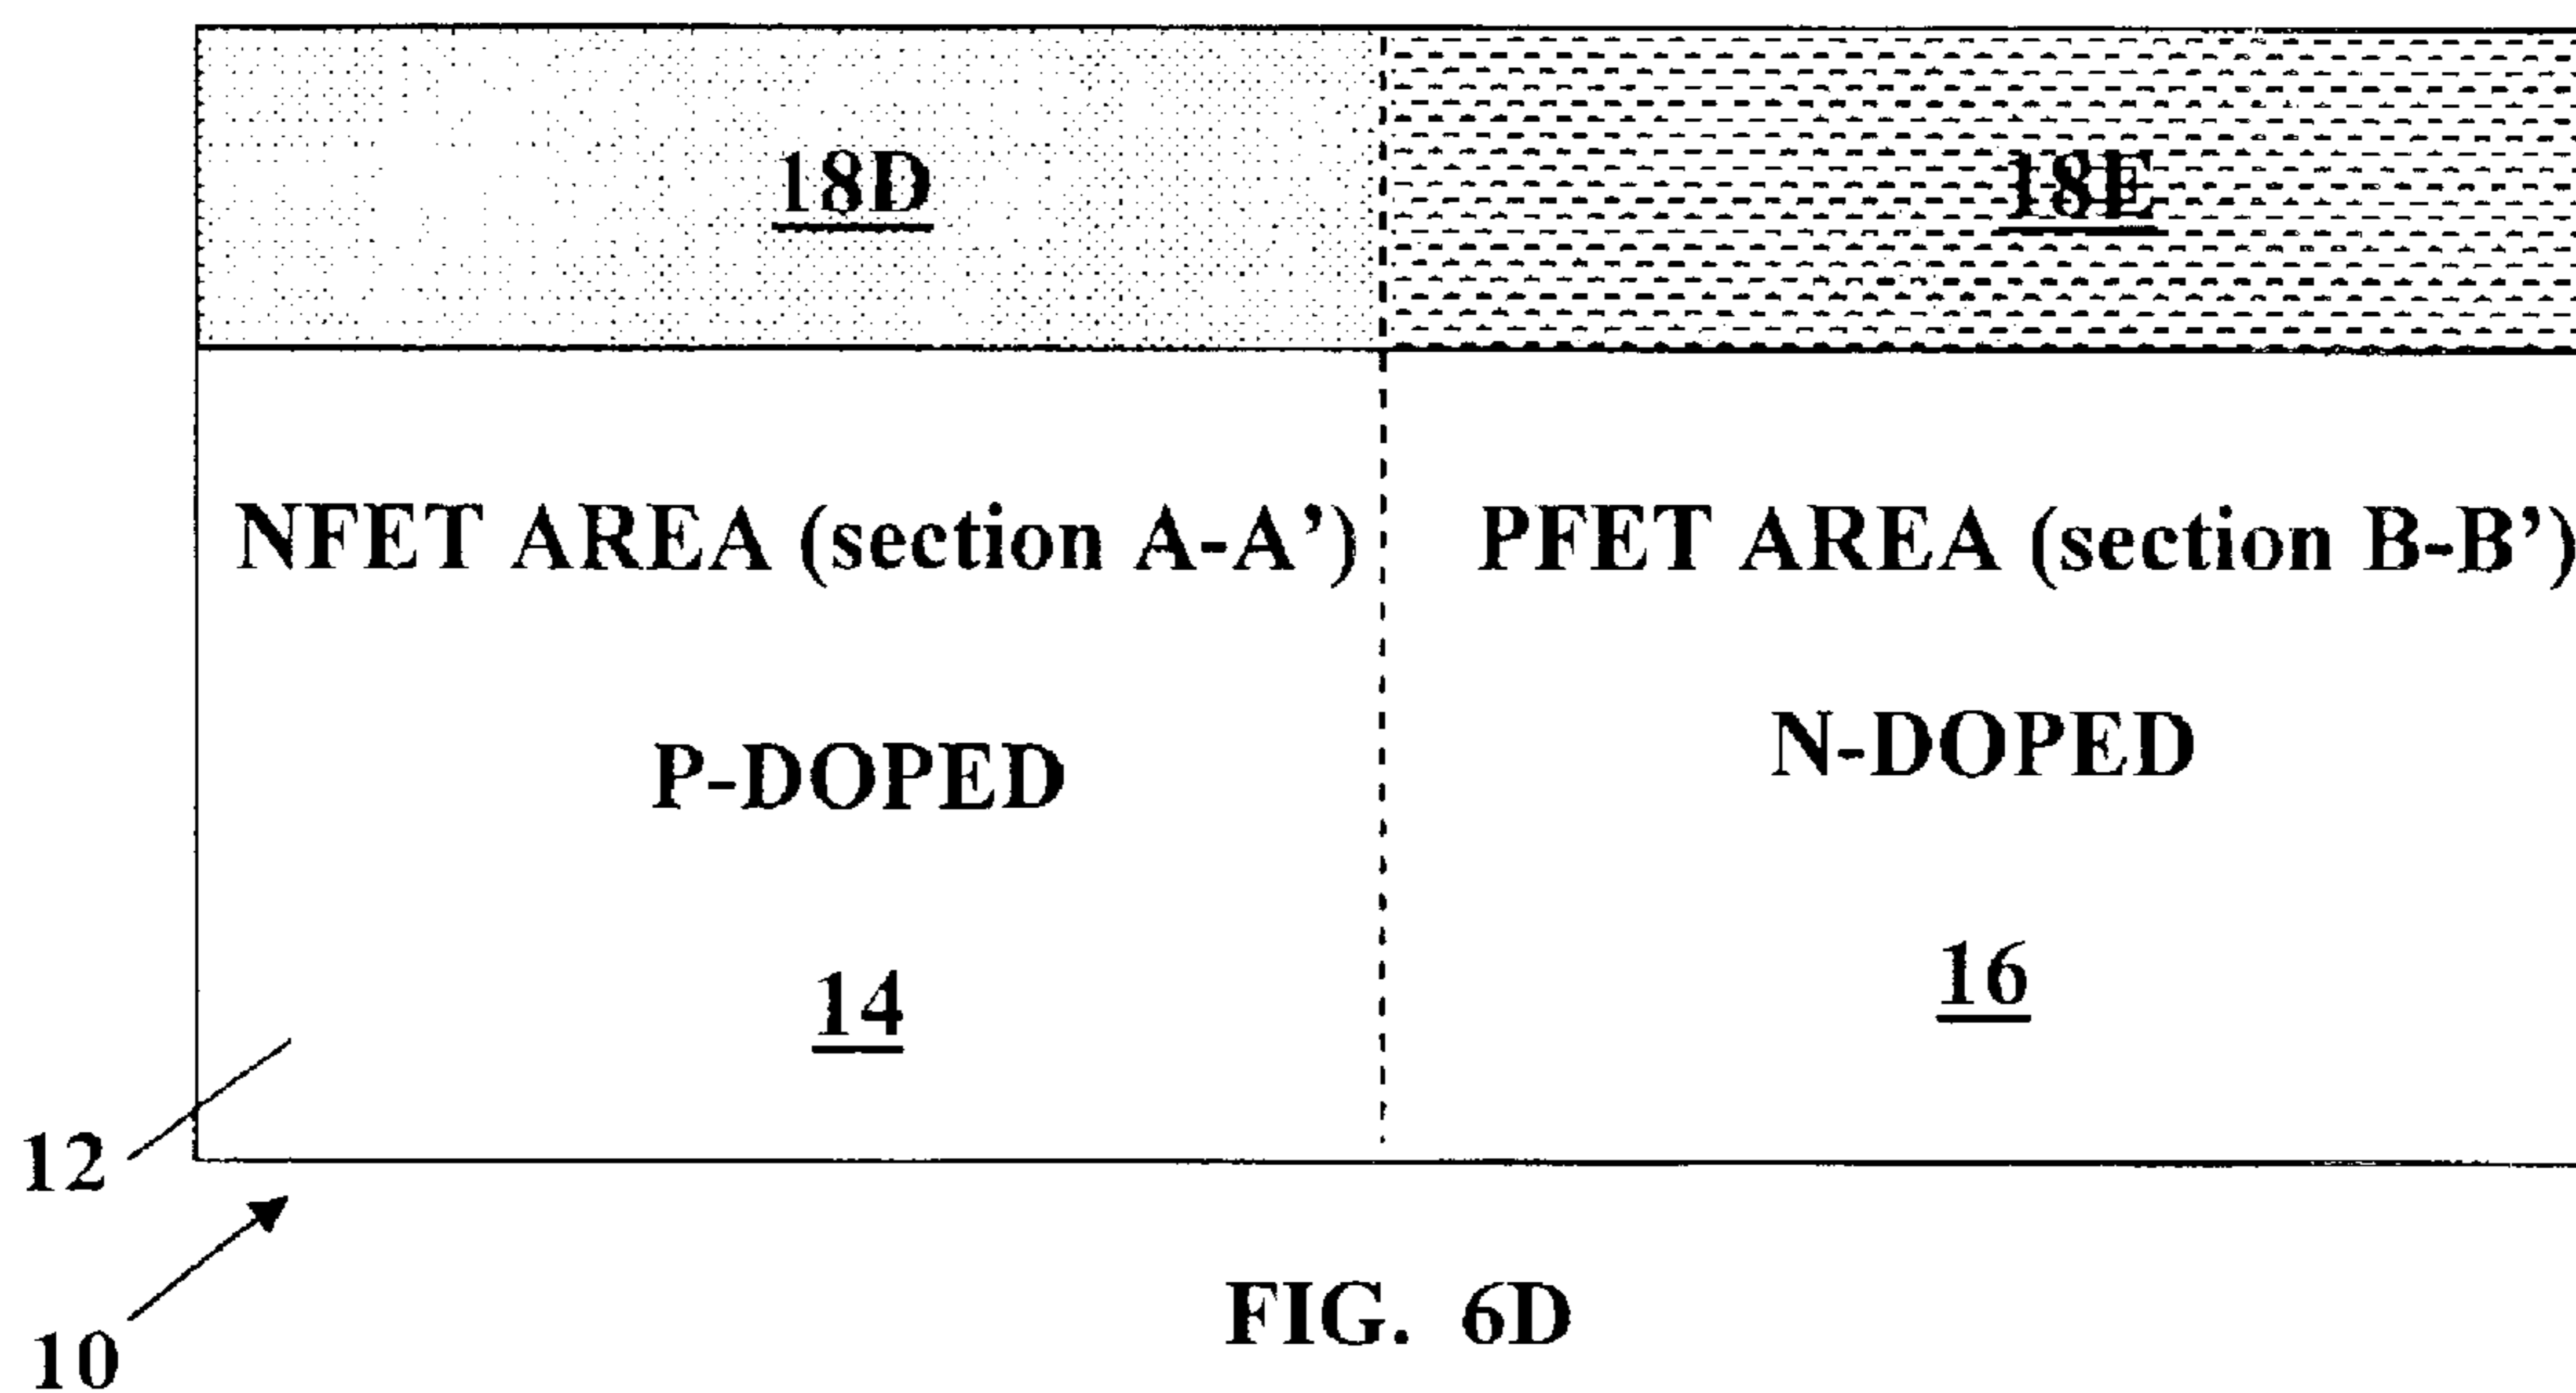 18D
18E
NFET AREA (section A-A’)
PFET AREA (section B-B’)
P-DOPED
N-DOPED
14
16
12
10
FIG. 6D